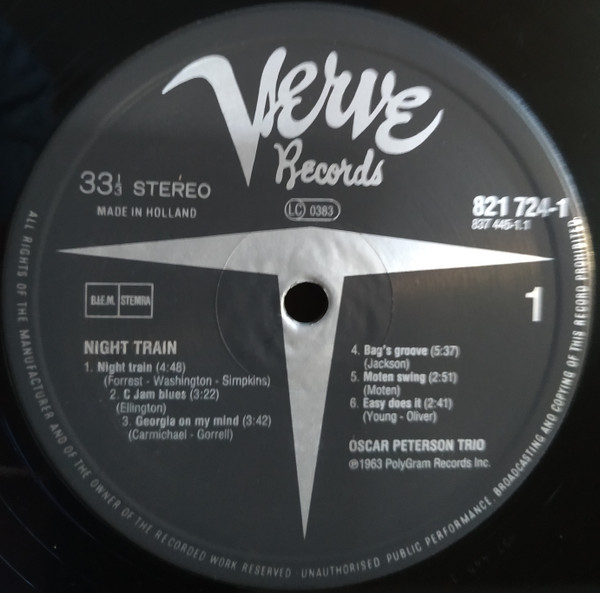 Verve
Records
33 1/3 STEREO
MADE IN HOLLAND
LC 0383
821 724-1
837 445-1.1
B.I.E.M. STEMRA
1
NIGHT TRAIN
1. Night train (4:48)
(Forrest - Washington - Simpkins)
2. C Jam blues (3:22)
(Ellington)
3. Georgia on my mind (3:42)
(Carmichael - Gorrell)
4. Bag's groove (5:37)
(Jackson)
5. Moten swing (2:51)
(Moten)
6. Easy does it (2:41)
(Young - Oliver)
OSCAR PETERSON TRIO
℗1963 PolyGram Records Inc.
ALL RIGHTS OF THE MANUFACTURER AND OF THE OWNER OF THE RECORDED WORK RESERVED · UNAUTHORISED PUBLIC PERFORMANCE, BROADCASTING AND COPYING OF THIS RECORD PROHIBITED